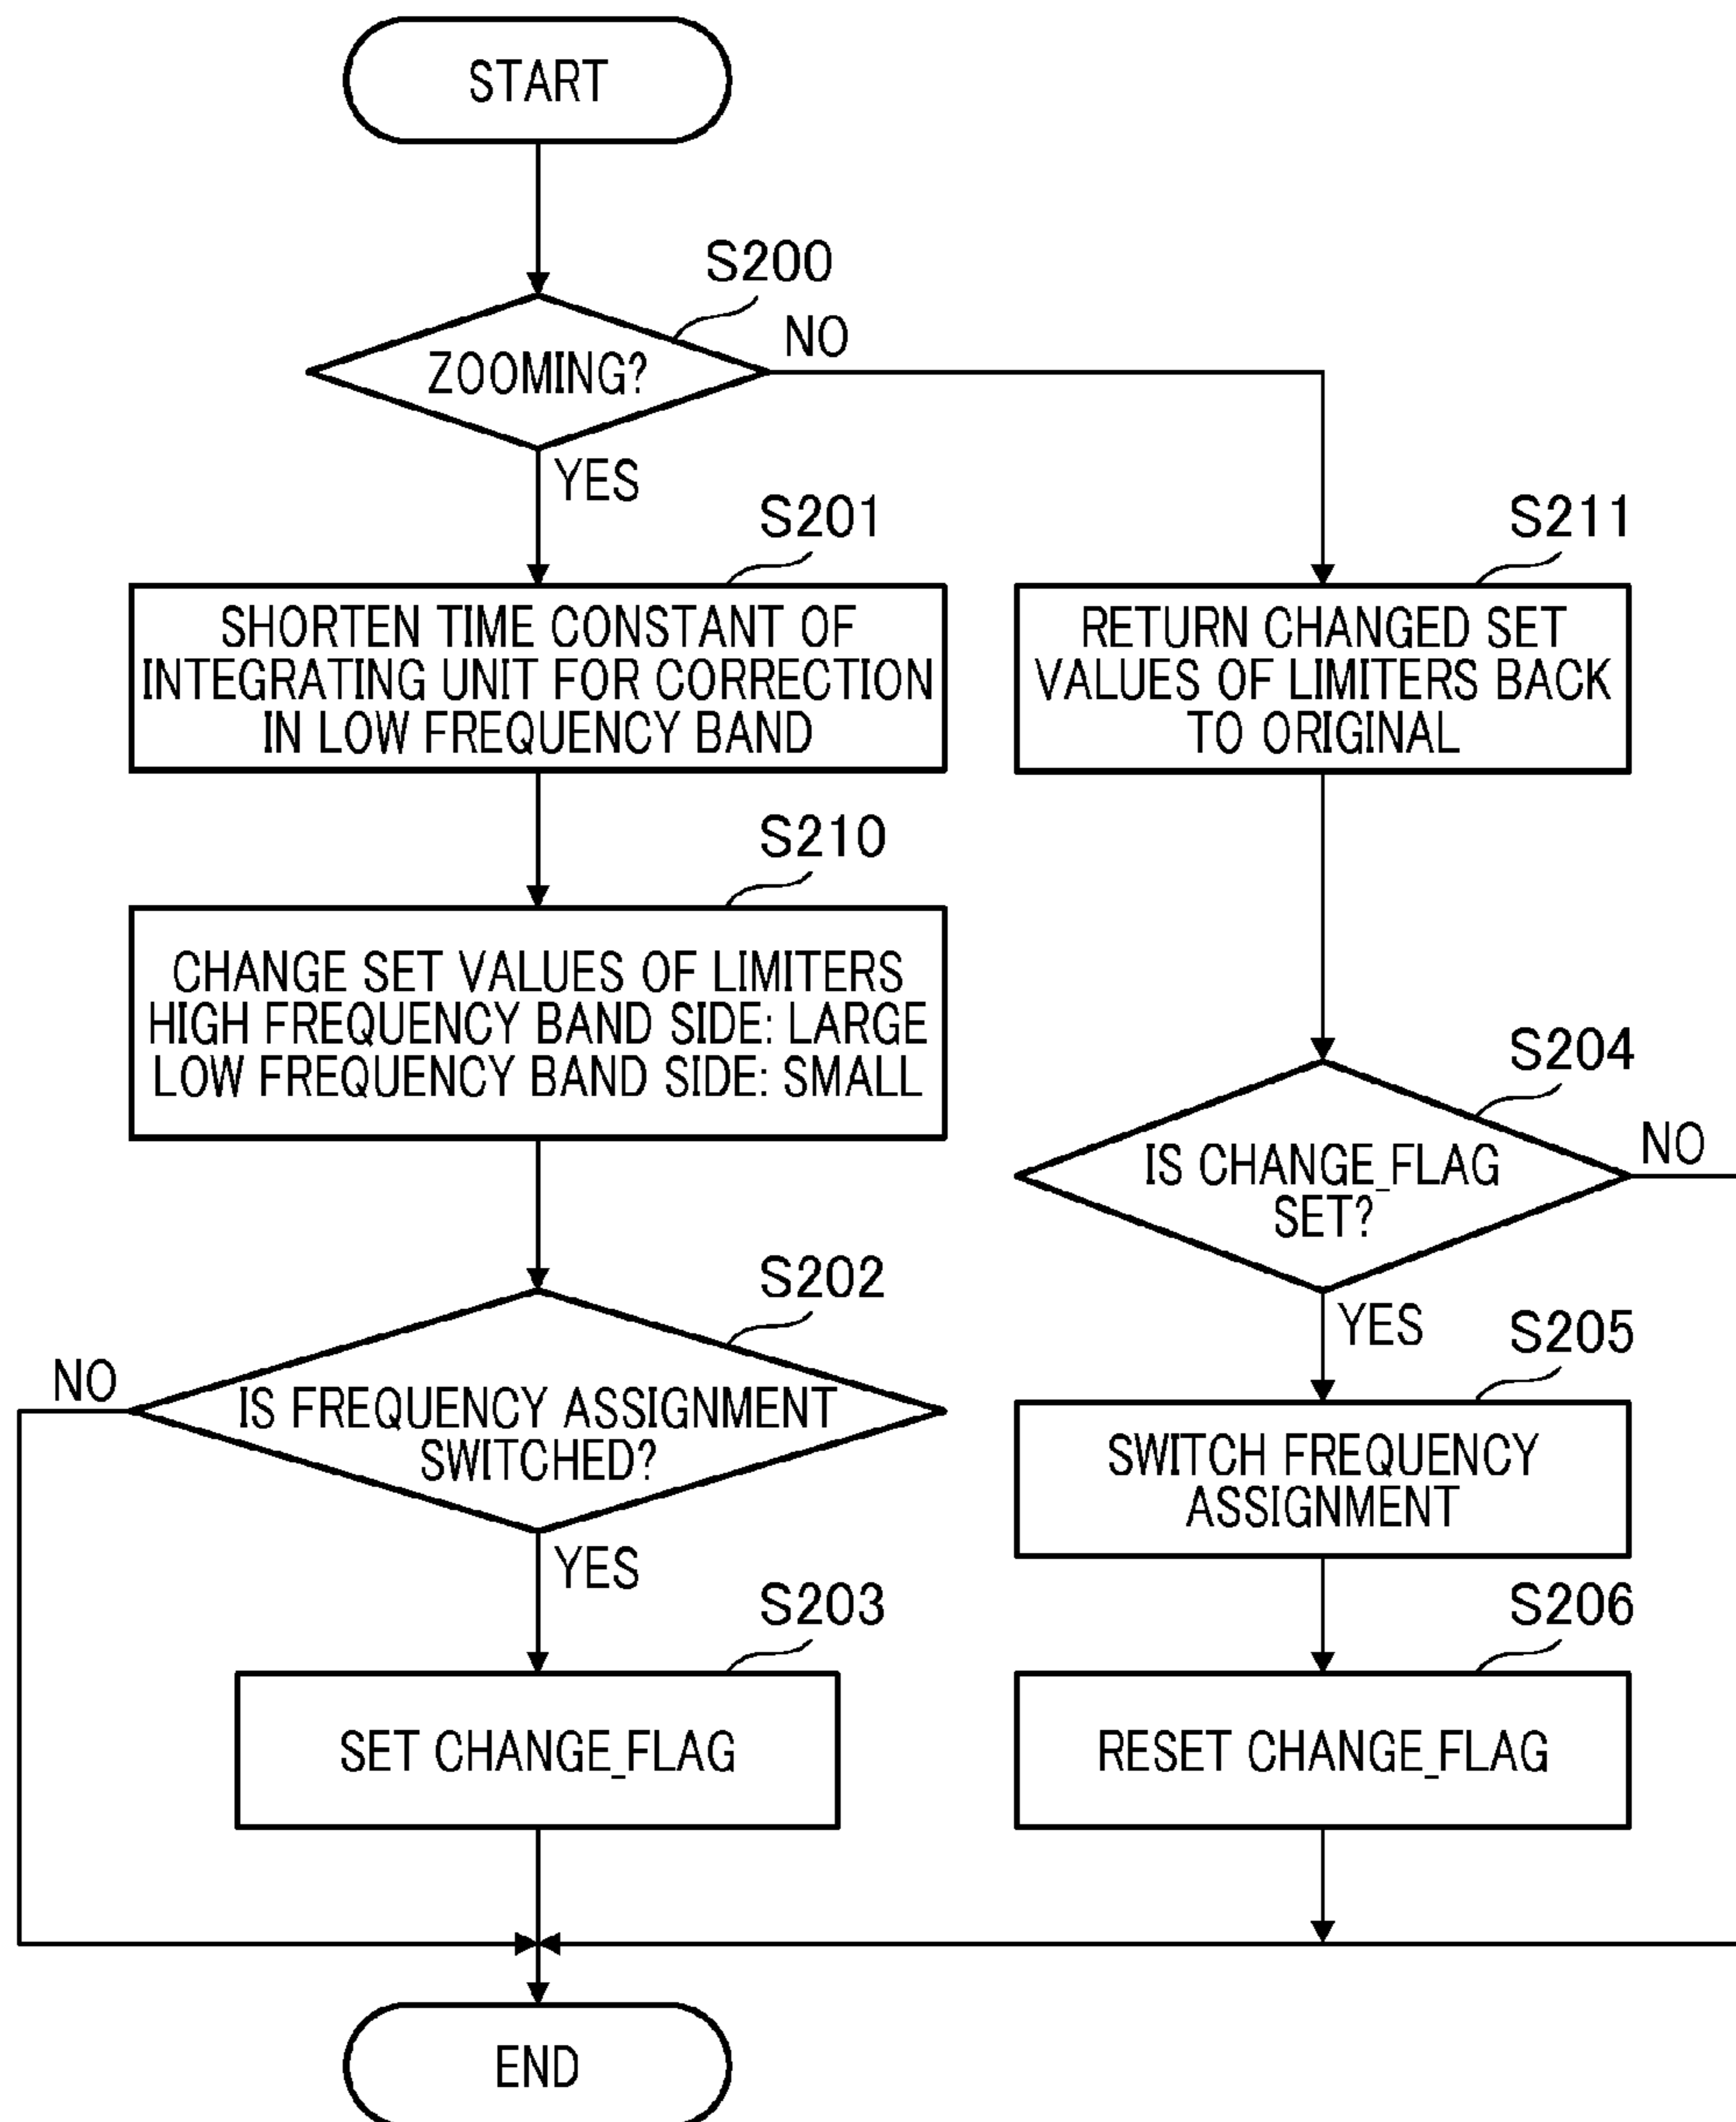 START
S200
ZOOMING?
NO
YES
S201
SHORTEN TIME CONSTANT OF
INTEGRATING UNIT FOR CORRECTION
IN LOW FREQUENCY BAND
S211
RETURN CHANGED SET
VALUES OF LIMITERS BACK
TO ORIGINAL
S210
CHANGE SET VALUES OF LIMITERS
HIGH FREQUENCY BAND SIDE: LARGE
LOW FREQUENCY BAND SIDE: SMALL
S204
IS CHANGE_FLAG
SET?
NO
YES
S202
IS FREQUENCY ASSIGNMENT
SWITCHED?
NO
YES
S205
SWITCH FREQUENCY
ASSIGNMENT
S203
SET CHANGE_FLAG
S206
RESET CHANGE_FLAG
END